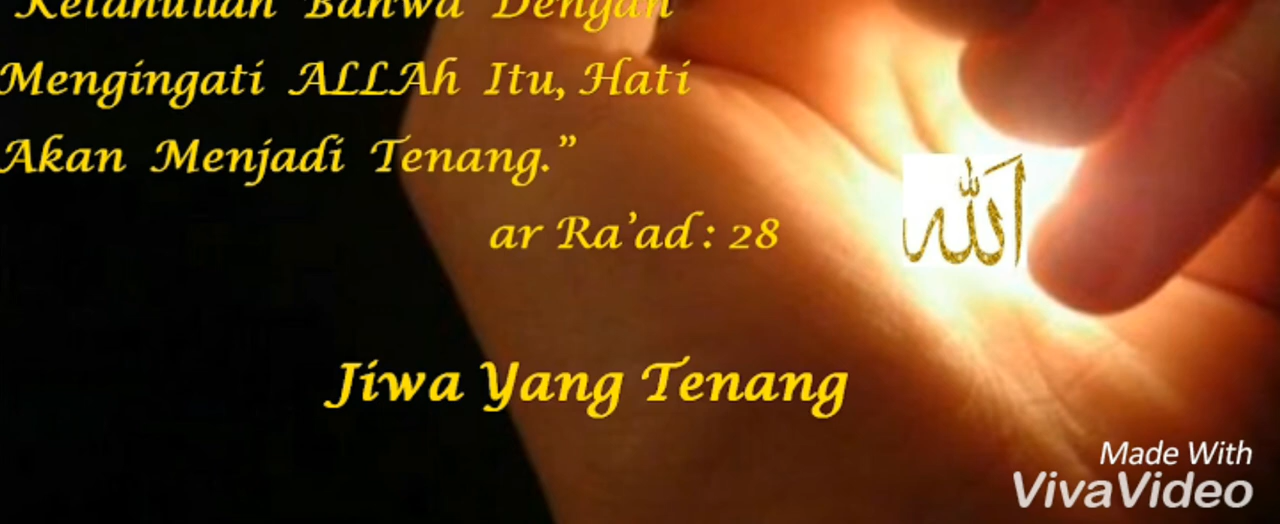 "Ketahuilah Bahwa Dengan
Mengingati ALLAh Itu, Hati
Akan Menjadi Tenang."
ar Ra'ad : 28
الله
Jiwa Yang Tenang
Made With
VivaVideo